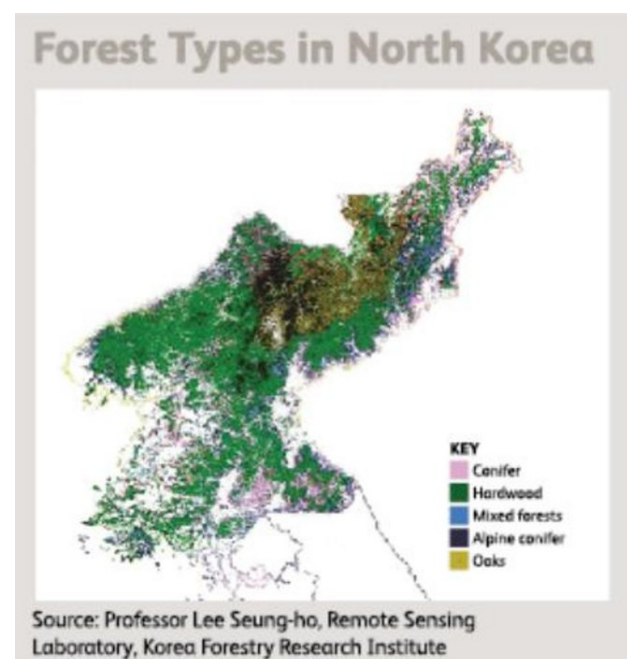 Forest Types in North Korea
KEY
Conifer
Hardwood
Mixed forests
Alpine conifer
Oaks
Source: Professor Lee Seung-ho, Remote Sensing
Laboratory, Korea Forestry Research Institute